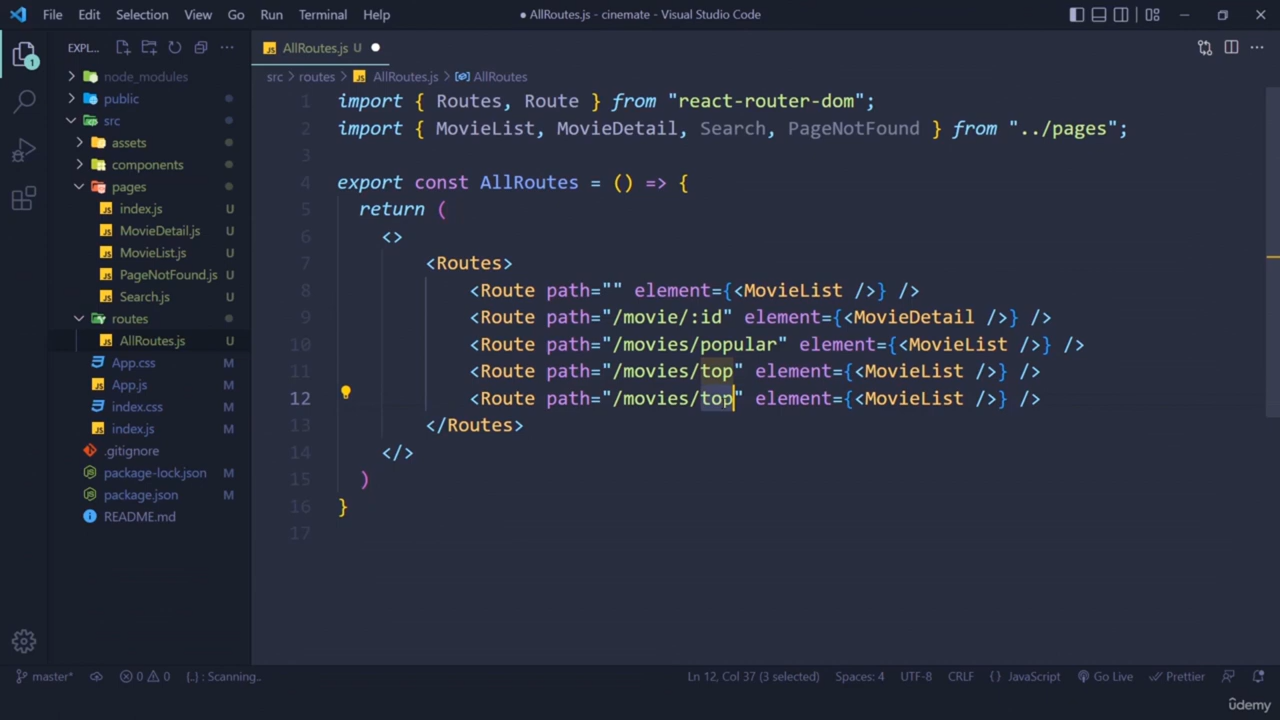 File Edit Selection View Go Run Terminal Help
● AllRoutes.js - cinemate - Visual Studio Code
EXPL...
AllRoutes.js U
1
src > routes > AllRoutes.js > AllRoutes
node_modules
public
src
assets
components
pages
index.js U
MovieDetail.js U
MovieList.js U
PageNotFound.js U
Search.js U
routes
AllRoutes.js U
App.css M
App.js M
index.css M
index.js M
.gitignore
package-lock.json M
package.json M
README.md
1 import { Routes, Route } from "react-router-dom";
2 import { MovieList, MovieDetail, Search, PageNotFound } from "../pages";
3
4 export const AllRoutes = () => {
5 return (
6 <>
7 <Routes>
8 <Route path="" element={<MovieList />} />
9 <Route path="/movie/:id" element={<MovieDetail />} />
10 <Route path="/movies/popular" element={<MovieList />} />
11 <Route path="/movies/top" element={<MovieList />} />
12 <Route path="/movies/top" element={<MovieList />} />
13 </Routes>
14 </>
15 )
16 }
17
master* 0 0 {..} : Scanning.. Ln 12, Col 37 (3 selected) Spaces: 4 UTF-8 CRLF {} JavaScript Go Live Prettier
ûdemy